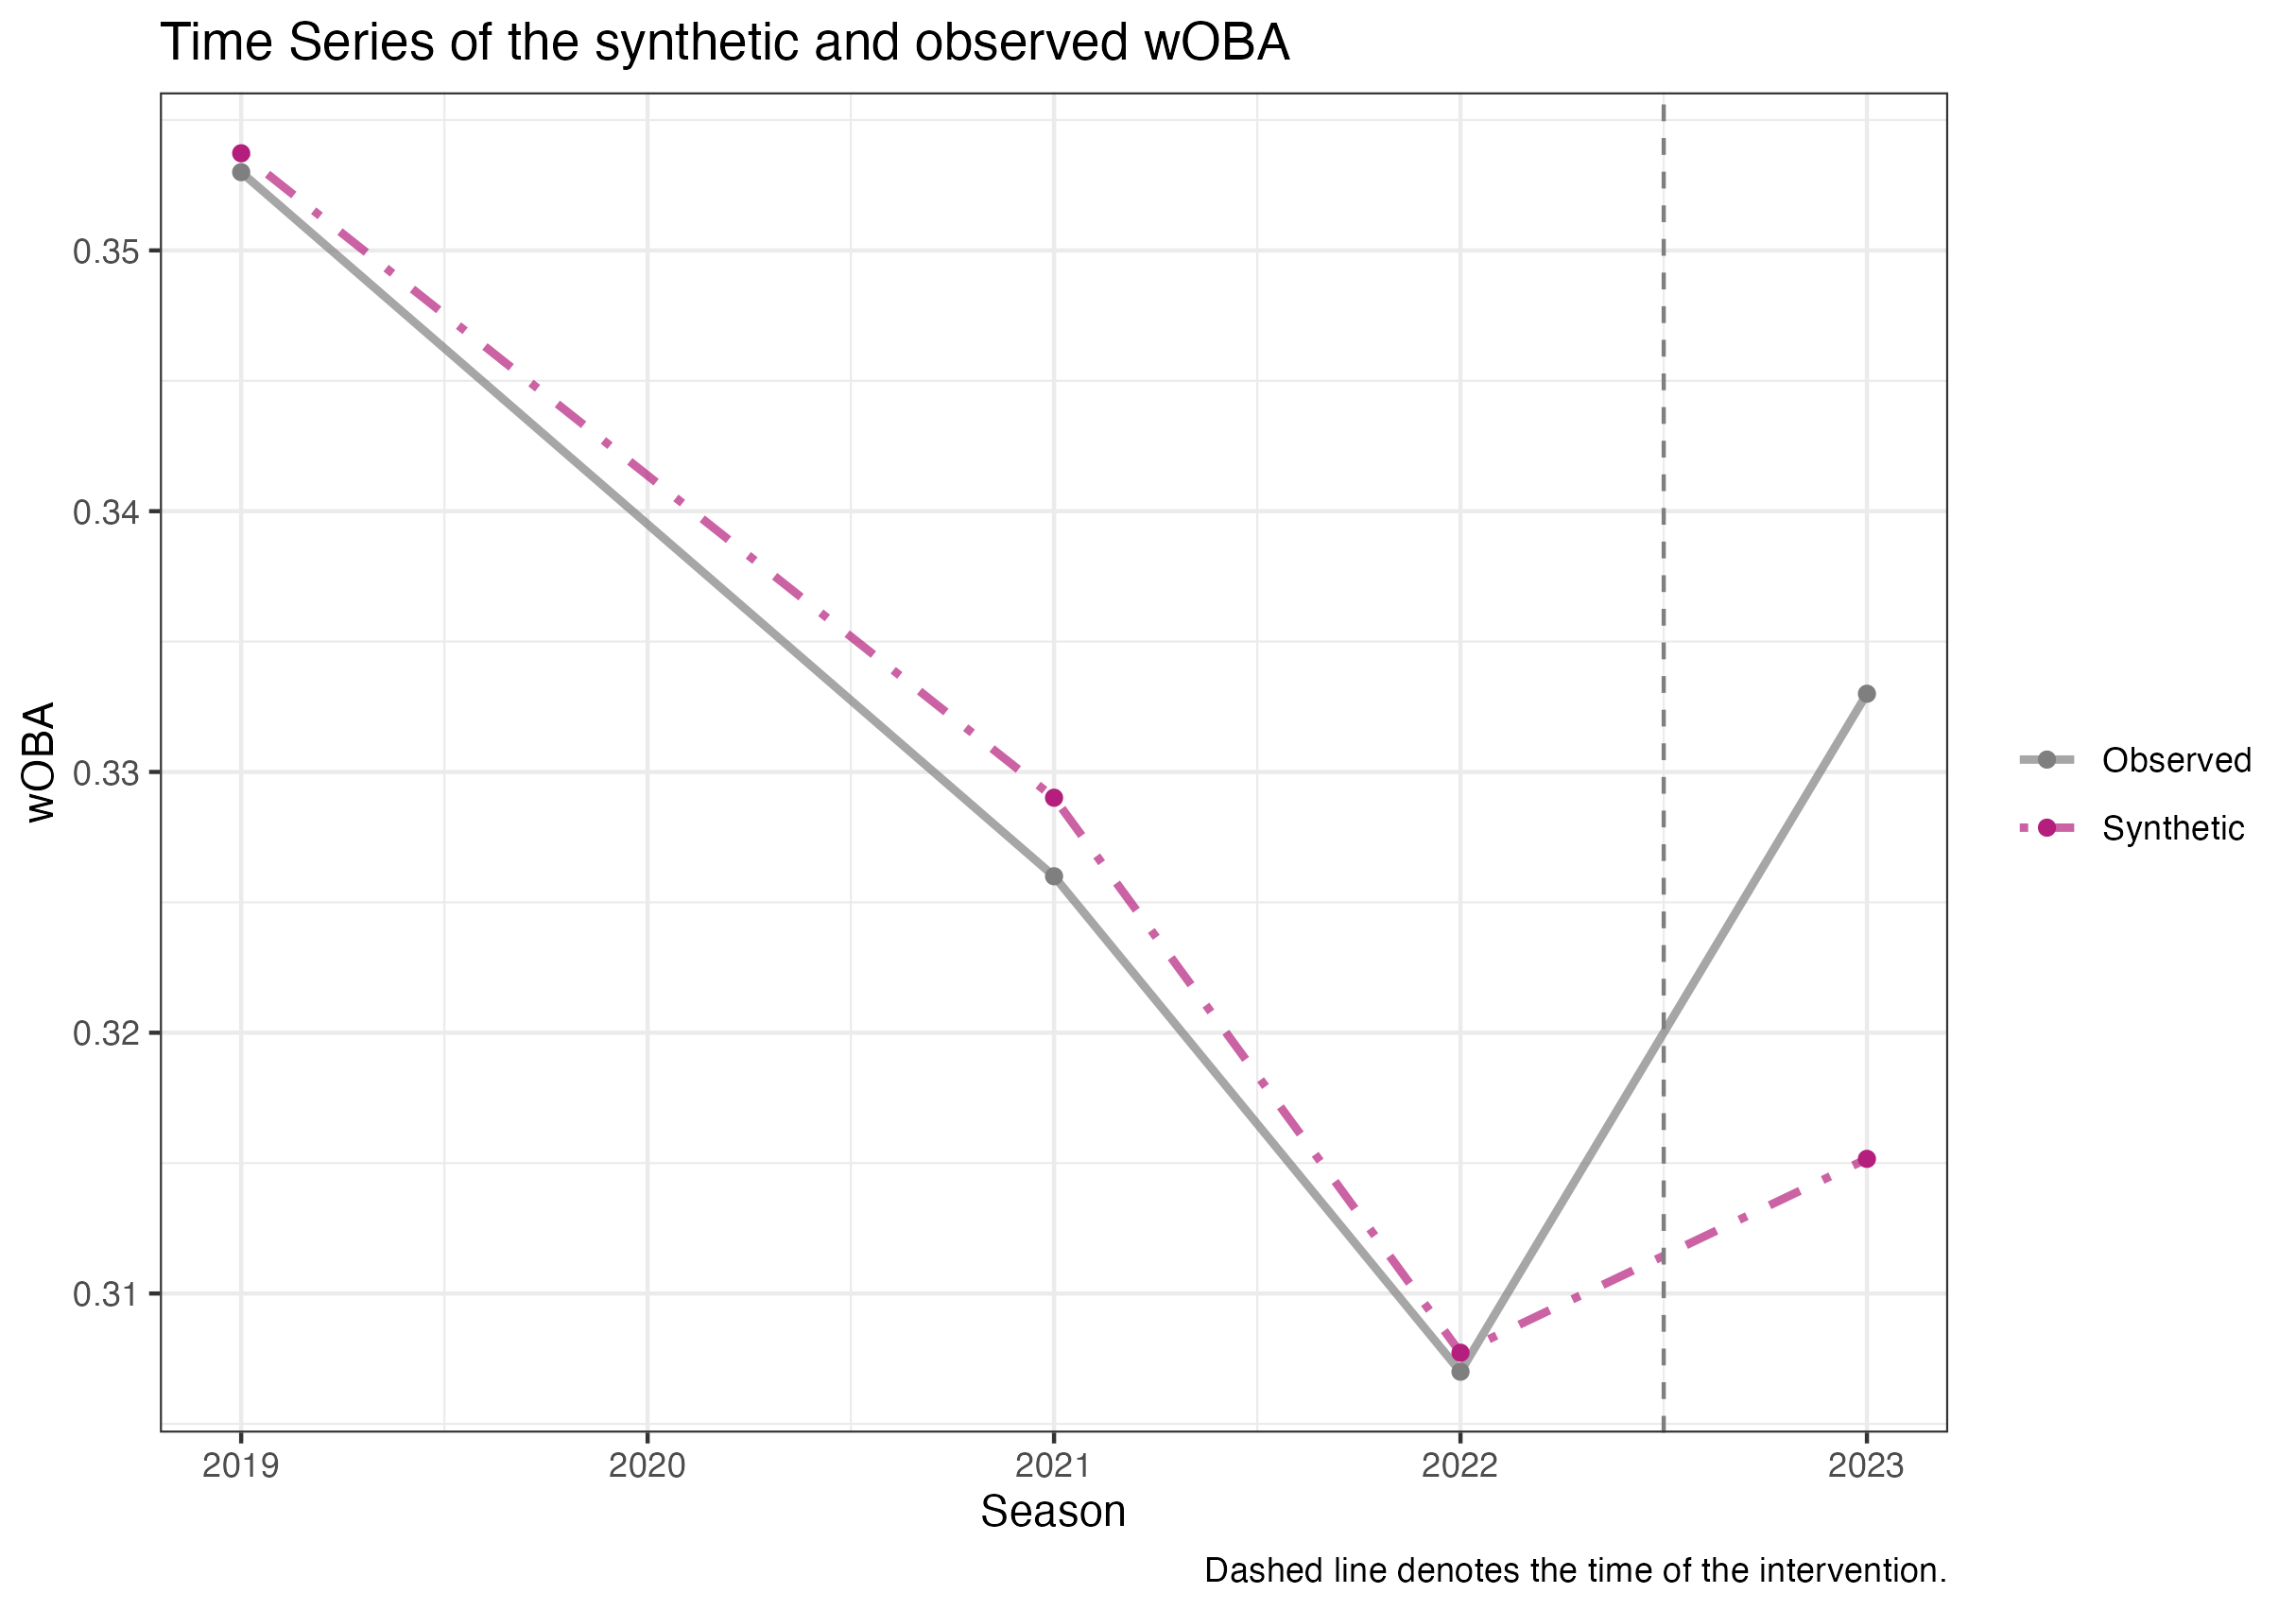 Time Series of the synthetic and observed wOBA
wOBA
0.35
0.34
0.33
0.32
0.31
2019 2020 2021 2022 2023
Season
Observed
Synthetic
Dashed line denotes the time of the intervention.